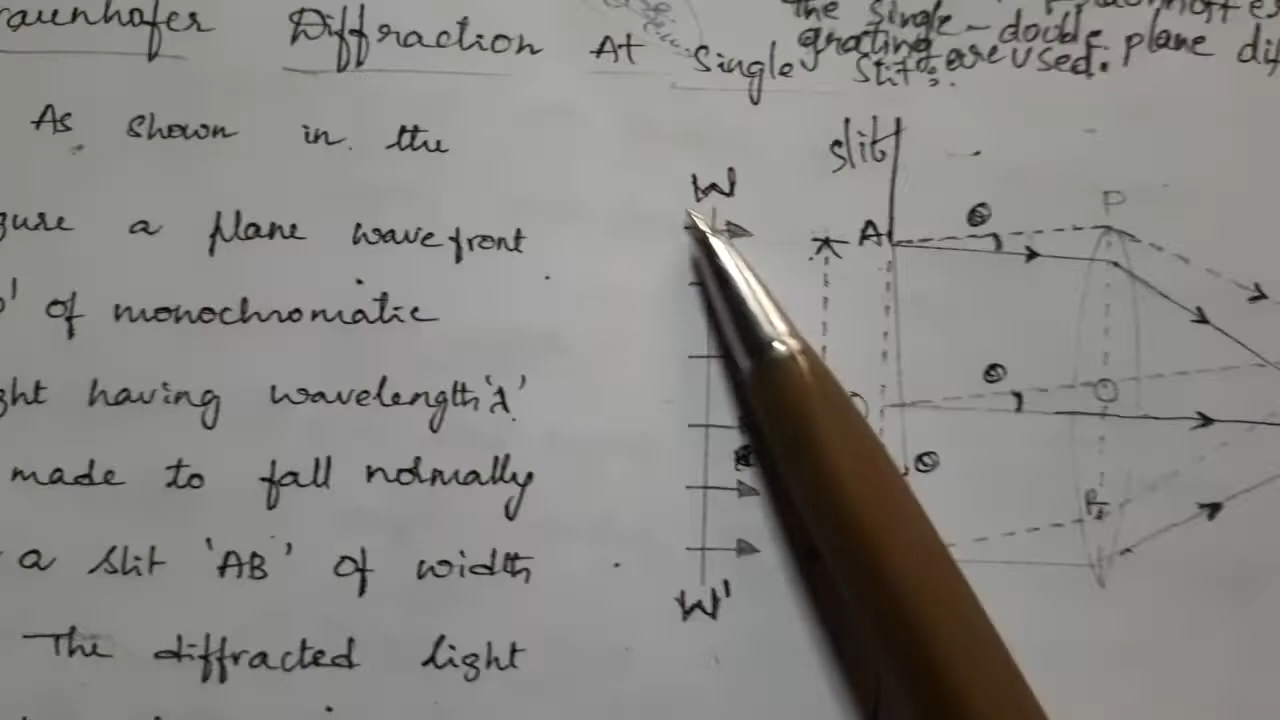 raunhofer Diffraction At Single
the Single - double plane
grating are used.
slits.
As shown in the
gure a plane wavefront
' of monochromatic
ght having wavelength 'λ'
made to fall normally
a slit 'AB' of width
The diffracted light
slit
W
A
θ
P
θ
O
θ
P
W'